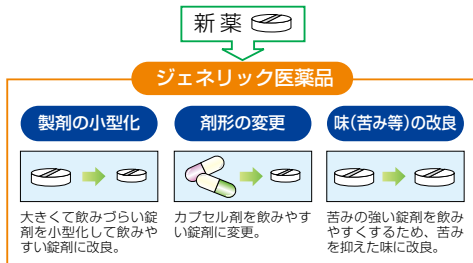 新薬
ジェネリック医薬品
製剤の小型化
剤形の変更
味(苦み等)の改良
大きくて飲みづらい錠
剤を小型化して飲みや
すい錠剤に改良。
カプセル剤を飲みやす
い錠剤に変更。
苦みの強い錠剤を飲み
やすくするため、苦み
を抑えた味に改良。